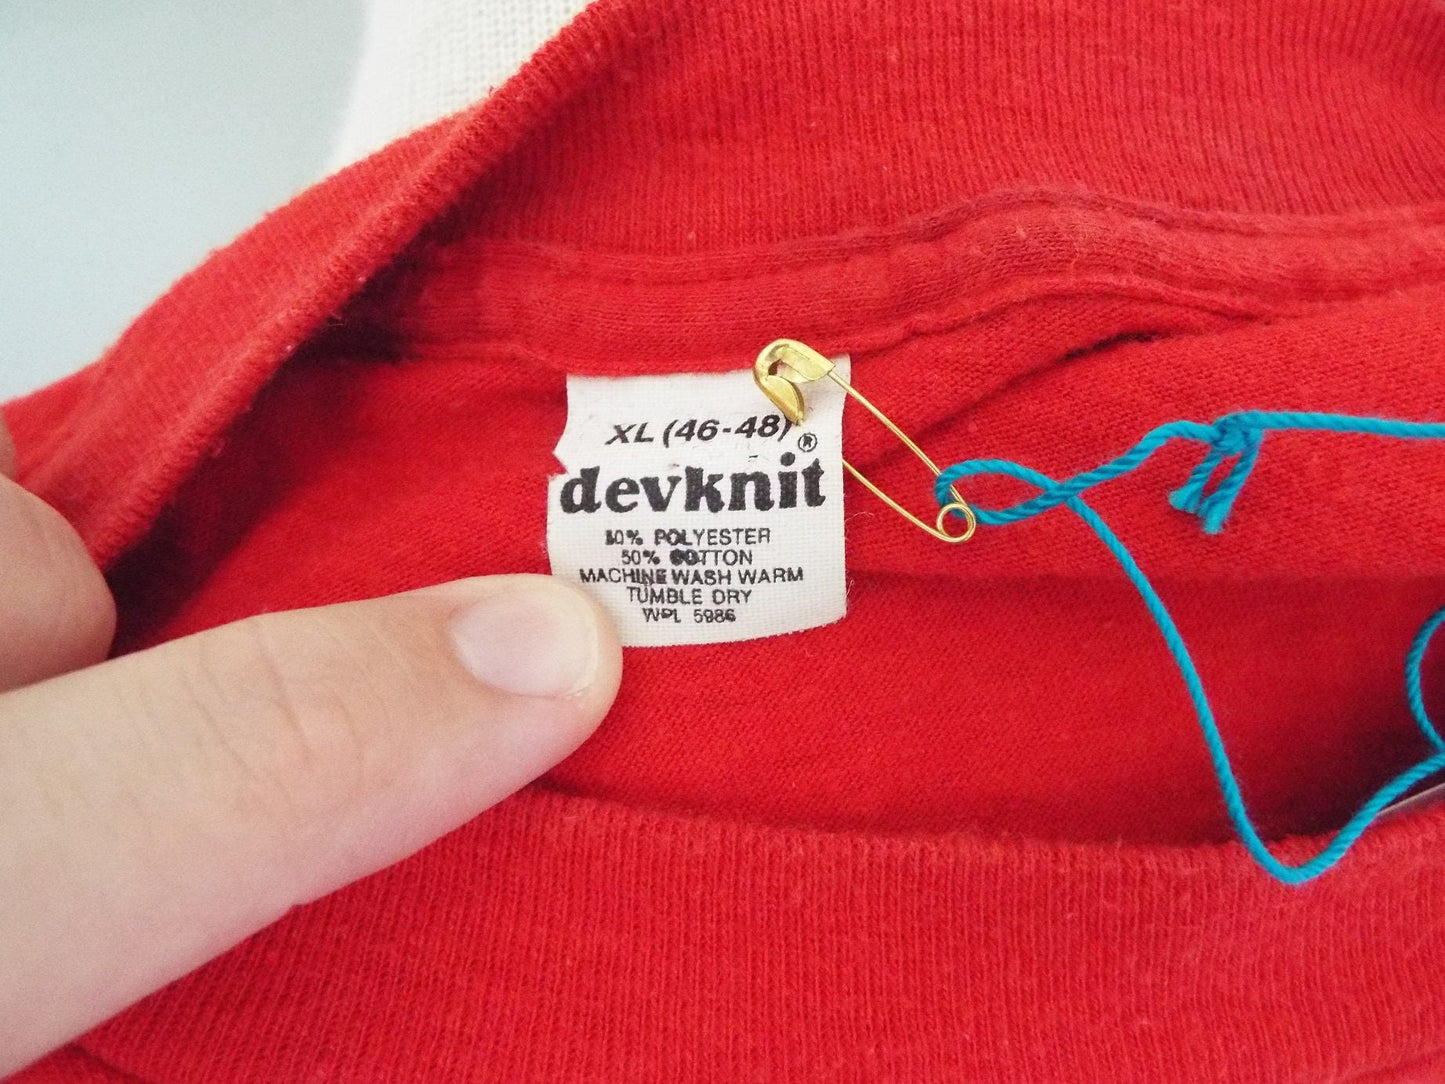 XL (46-48)
devknit®
50% POLYESTER
50% COTTON
MACHINE WASH WARM
TUMBLE DRY
WPL 5986